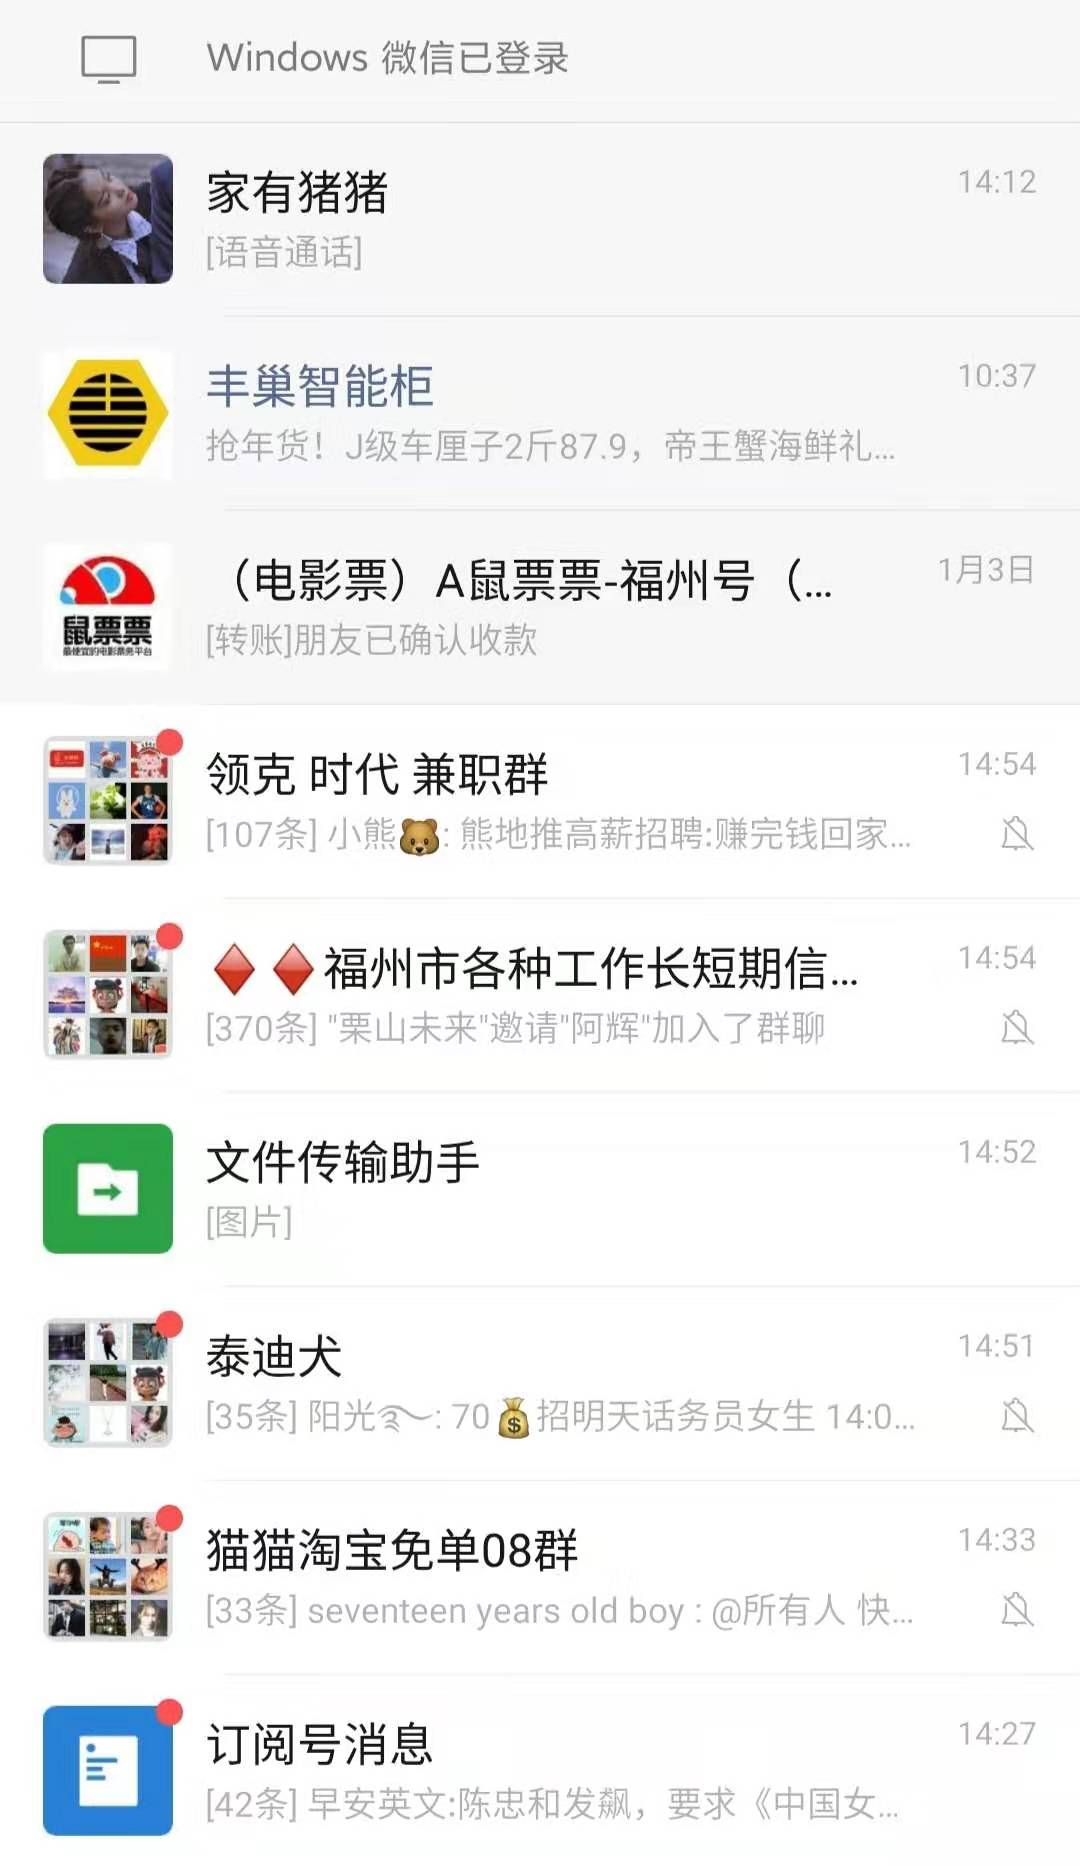 Windows 微信已登录
家有猪猪
14:12
[语音通话]
丰巢智能柜
10:37
抢年货！J级车厘子2斤87.9，帝王蟹海鲜礼...
（电影票）A鼠票票-福州号（...
1月3日
鼠票票
最便宜的电影票务平台
[转账]朋友已确认收款
领克 时代 兼职群
14:54
[107条] 小熊🐻: 熊地推高薪招聘:赚完钱回家...
♦️♦️福州市各种工作长短期信...
14:54
[370条] "栗山未来"邀请"阿辉"加入了群聊
文件传输助手
14:52
[图片]
泰迪犬
14:51
[35条] 阳光: 70💰招明天话务员女生 14:0...
猫猫淘宝免单08群
14:33
[33条] seventeen years old boy : @所有人 快...
订阅号消息
14:27
[42条] 早安英文:陈忠和发飙，要求《中国女...